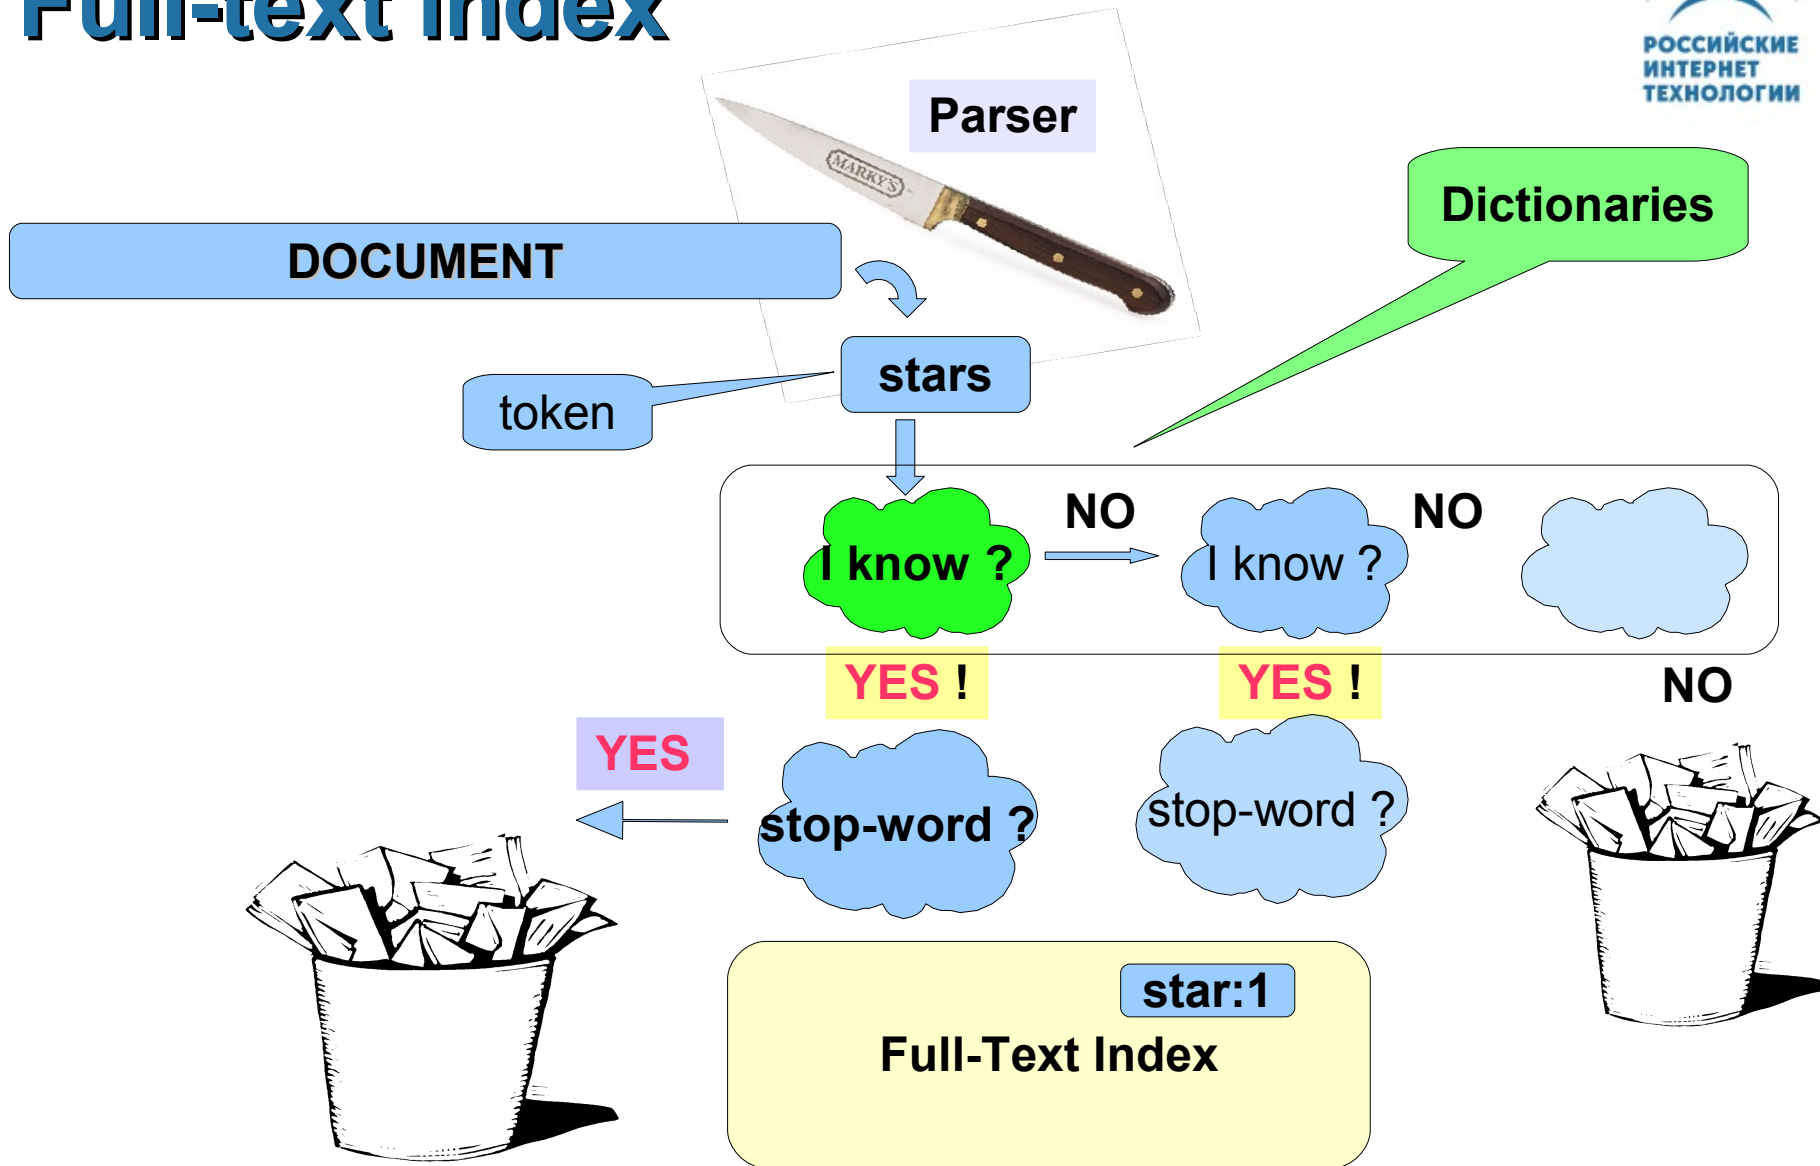 Full-text index
РОССИЙСКИЕ
ИНТЕРНЕТ
ТЕХНОЛОГИИ
Parser
MARKY'S
Dictionaries
DOCUMENT
stars
token
I know ?
NO
I know ?
NO
YES !
YES !
NO
YES
stop-word ?
stop-word ?
star:1
Full-Text Index